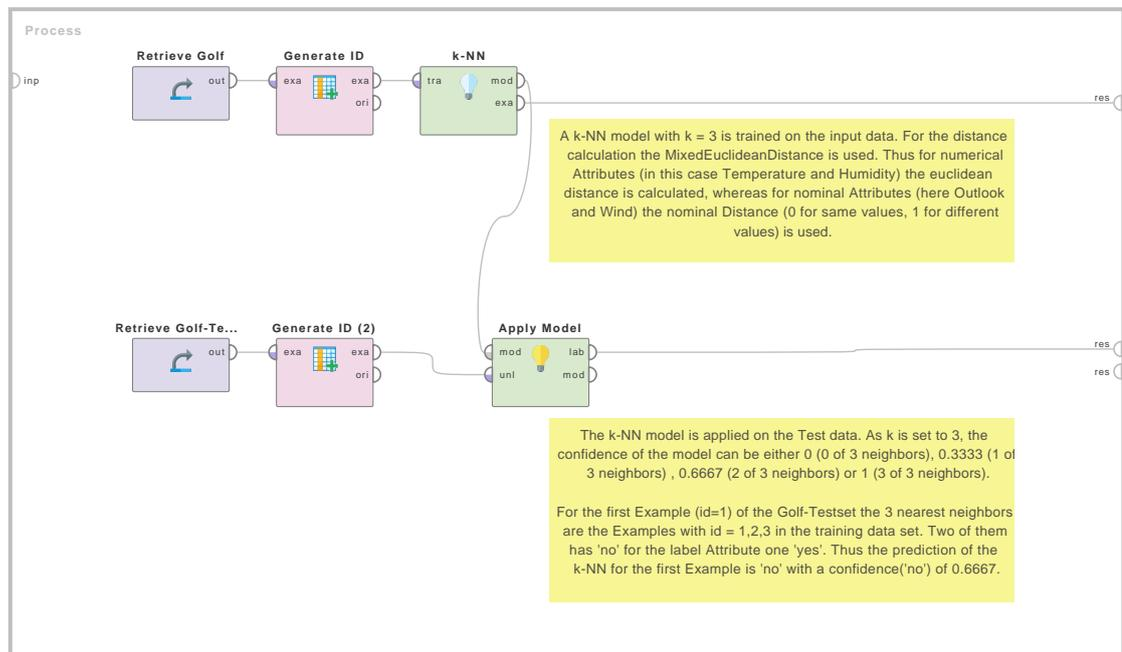 Process
inp
Retrieve Golf
out
Generate ID
exa
exa
ori
k-NN
tra
mod
exa
res
A k-NN model with k = 3 is trained on the input data. For the distance
calculation the MixedEuclideanDistance is used. Thus for numerical
Attributes (in this case Temperature and Humidity) the euclidean
distance is calculated, whereas for nominal Attributes (here Outlook
and Wind) the nominal Distance (0 for same values, 1 for different
values) is used.
Retrieve Golf-Te...
out
Generate ID (2)
exa
exa
ori
Apply Model
mod
unl
lab
mod
res
res
The k-NN model is applied on the Test data. As k is set to 3, the
confidence of the model can be either 0 (0 of 3 neighbors), 0.3333 (1 of
3 neighbors) , 0.6667 (2 of 3 neighbors) or 1 (3 of 3 neighbors).
For the first Example (id=1) of the Golf-Testset the 3 nearest neighbors
are the Examples with id = 1,2,3 in the training data set. Two of them
has 'no' for the label Attribute one 'yes'. Thus the prediction of the
k-NN for the first Example is 'no' with a confidence('no') of 0.6667.